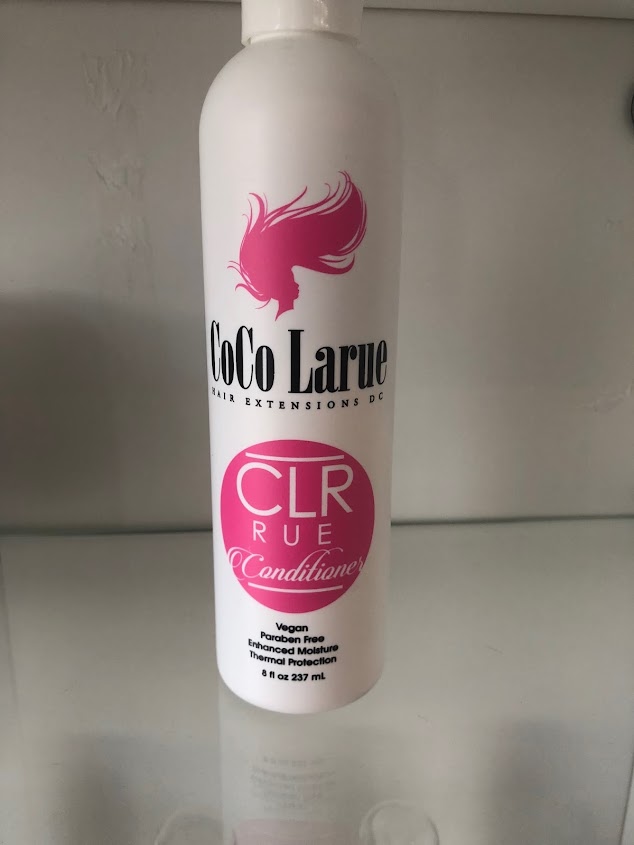 CoCo Larue
HAIR EXTENSIONS DC
CLR
RUE
Conditioner
Vegan
Paraben Free
Enhanced Moisture
Thermal Protection
8 fl oz 237 mL